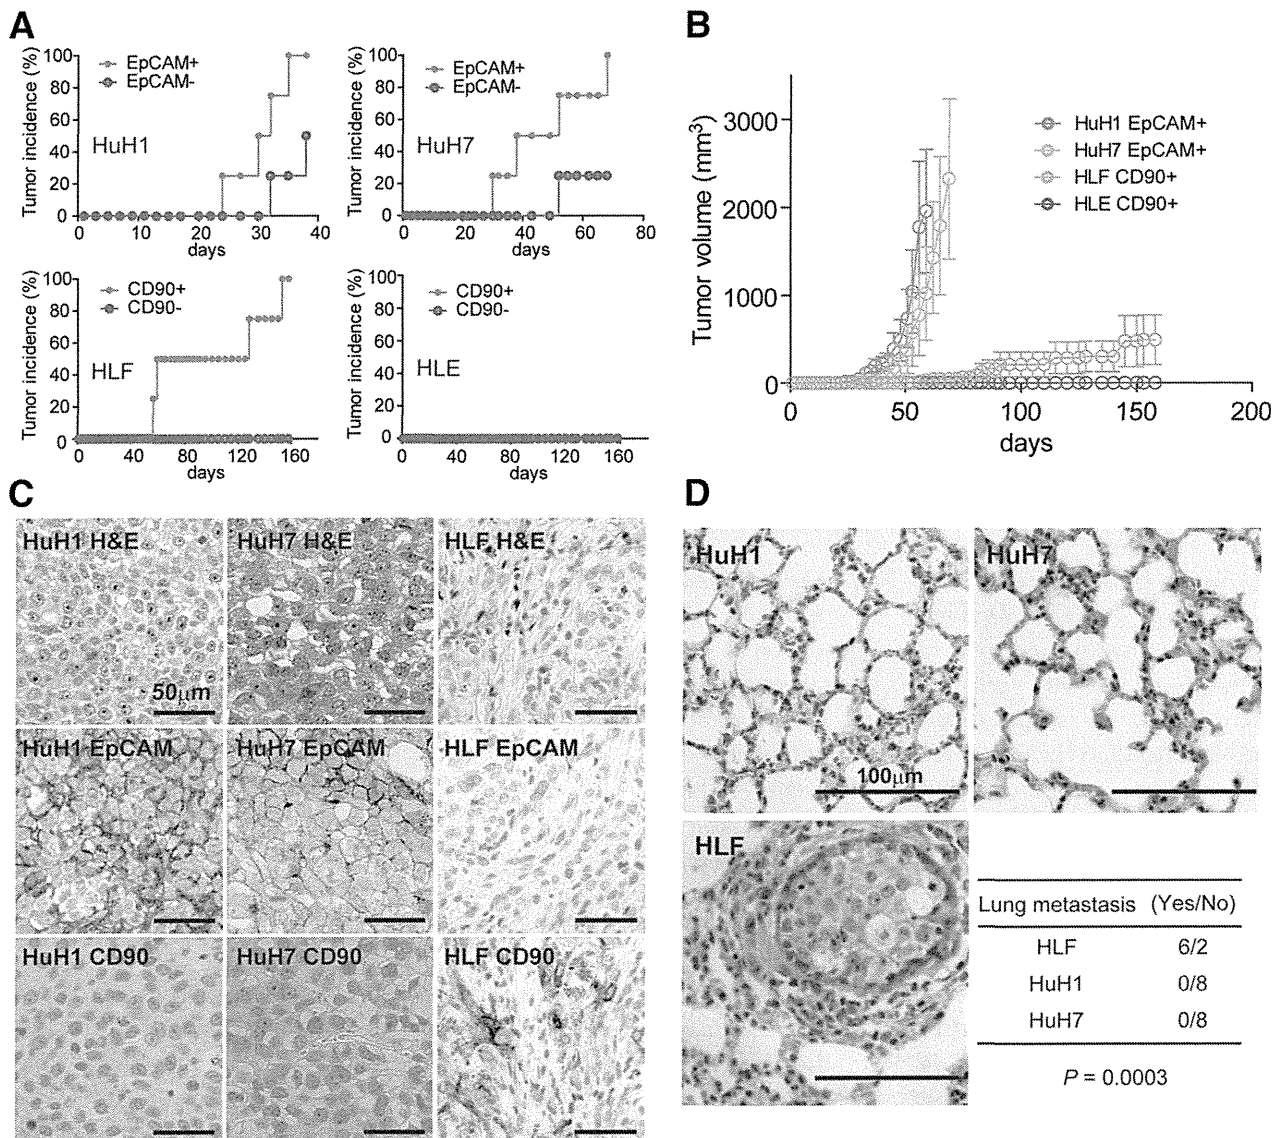 A
Tumor incidence (%)
100
80
60
40
20
0
EpCAM+
EpCAM-
HuH1
0
10
20
30
40
days
Tumor incidence (%)
100
80
60
40
20
0
EpCAM+
EpCAM-
HuH7
0
20
40
60
80
days
Tumor incidence (%)
100
80
60
40
20
0
CD90+
CD90-
HLF
0
40
80
120
160
days
Tumor incidence (%)
100
80
60
40
20
0
CD90+
CD90-
HLE
0
40
80
120
160
days
B
Tumor volume (mm³)
3000
2000
1000
0
HuH1 EpCAM+
HuH7 EpCAM+
HLF CD90+
HLE CD90+
0
50
100
150
200
days
C
HuH1 H&E
50μm
HuH7 H&E
HLF H&E
HuH1 EpCAM
HuH7 EpCAM
HLF EpCAM
HuH1 CD90
HuH7 CD90
HLF CD90
D
HuH1
100μm
HuH7
HLF
Lung metastasis (Yes/No)
HLF 6/2
HuH1 0/8
HuH7 0/8
P = 0.0003